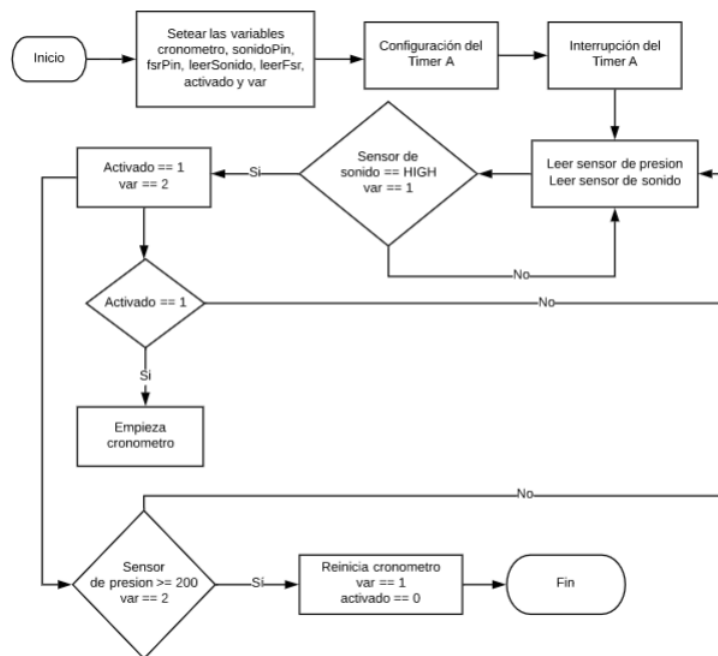 Inicio
Setear las variables
cronometro, sonidoPin,
fsrPin, leerSonido, leerFsr,
activado y var
Configuración del
Timer A
Interrupción del
Timer A
Leer sensor de presion
Leer sensor de sonido
Sensor de
sonido == HIGH
var == 1
Si
No
Activado == 1
var == 2
Activado == 1
No
Si
Empieza
cronometro
No
Sensor
de presion >= 200
var == 2
Sí
Reinicia cronometro
var == 1
activado == 0
Fin